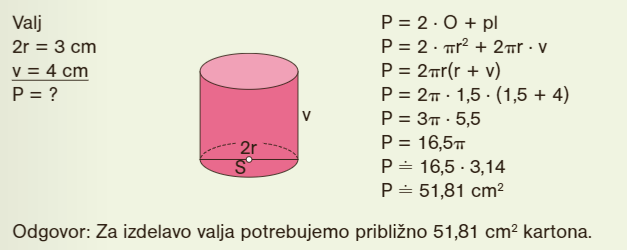 Valj
2r = 3 cm
v = 4 cm
P = ?
v
2r
S
P = 2 · O + pl
P = 2 · πr² + 2πr · v
P = 2πr(r + v)
P = 2π · 1,5 · (1,5 + 4)
P = 3π · 5,5
P = 16,5π
P ≐ 16,5 · 3,14
P ≐ 51,81 cm²
Odgovor: Za izdelavo valja potrebujemo približno 51,81 cm² kartona.